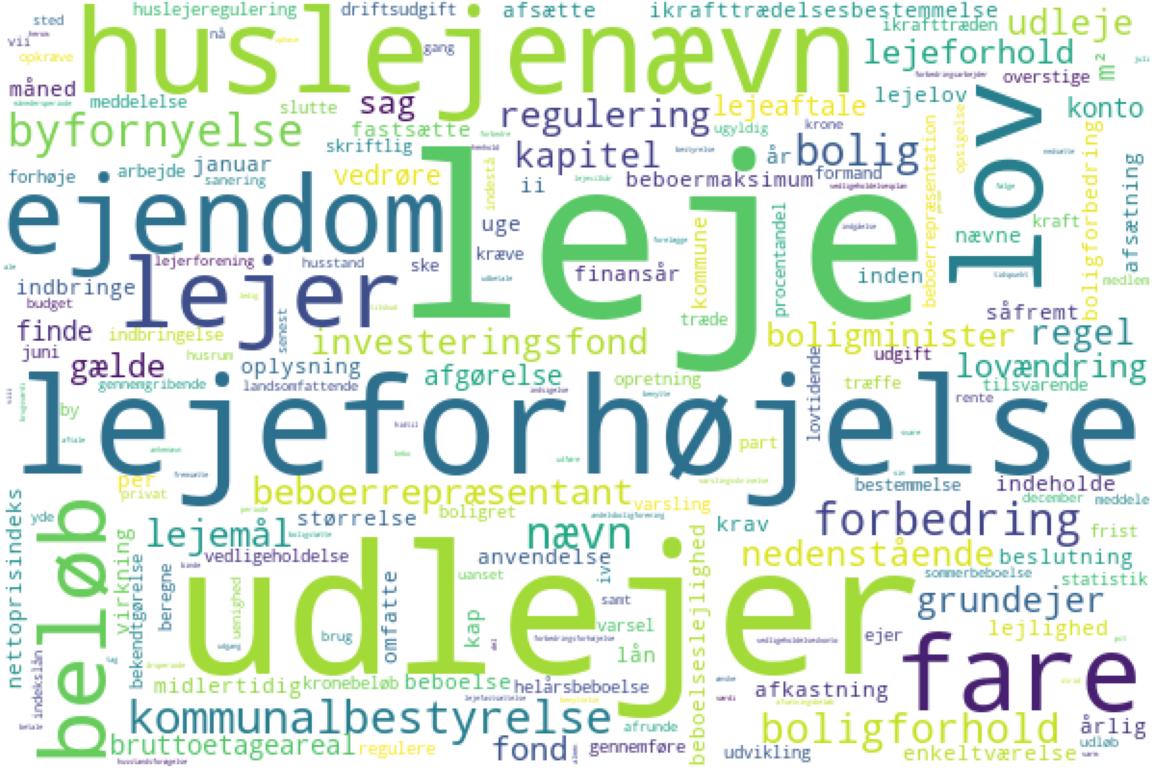 sted
huslejeregulering
driftsudgift
afsætte
ikrafttrædelsesbestemmelse
vii
nå
gang
ikrafttræden
udleje
opkræve
huslejenævn
lejeforhold
m²
måned
meddelelse
slutte
sag
regulering
lejeaftale
lejelov
overstige
konto
byfornyelse
fastsætte
ugyldig
krone
skriftlig
kapitel
år
bolig
lov
forhøje
arbejde
januar
sanering
vedrøre
indestå
ii
beboermaksimum
formand
beboerrepræsentation
opsigelse
boligforbedring
afsætning
ejendom
leje
uge
kræve
kommune
procentandel
nævne
kraft
lejerforening
husstand
ske
finansår
inden
medlem
indbringe
budget
lejer
såfremt
finde
indbringelse
senest
investeringsfond
træde
boligminister
regel
juni
gælde
husrum
oplysning
afgørelse
udgift
lovændring
gennemgribende
landsomfattende
opretning
træffe
tilsvarende
rente
by
lejeforhøjelse
lovtidende
part
per
privat
beboerrepræsentant
boligret
varsling
bestemmelse
indeholde
december
meddele
nettoprisindeks
yde
beløb
virkning
lejemål
størrelse
nævn
krav
forbedring
frist
vedligeholdelse
anvendelse
nedenstående
beslutning
bekendtgørelse
beregne
uenighed
udlejer
omfatte
uanset
iv
samt
beboelseslejlighed
sommerbeboelse
statistik
grundejer
brug
kap
varsel
lån
ejer
lejlighed
fare
indekslån
midlertidig
kronebeløb
beboelse
helårsbeboelse
afkastning
årlig
kommunalbestyrelse
afrunde
boligforhold
udløb
bruttoetageareal
regulere
fond
gennemføre
udvikling
enkeltværelse